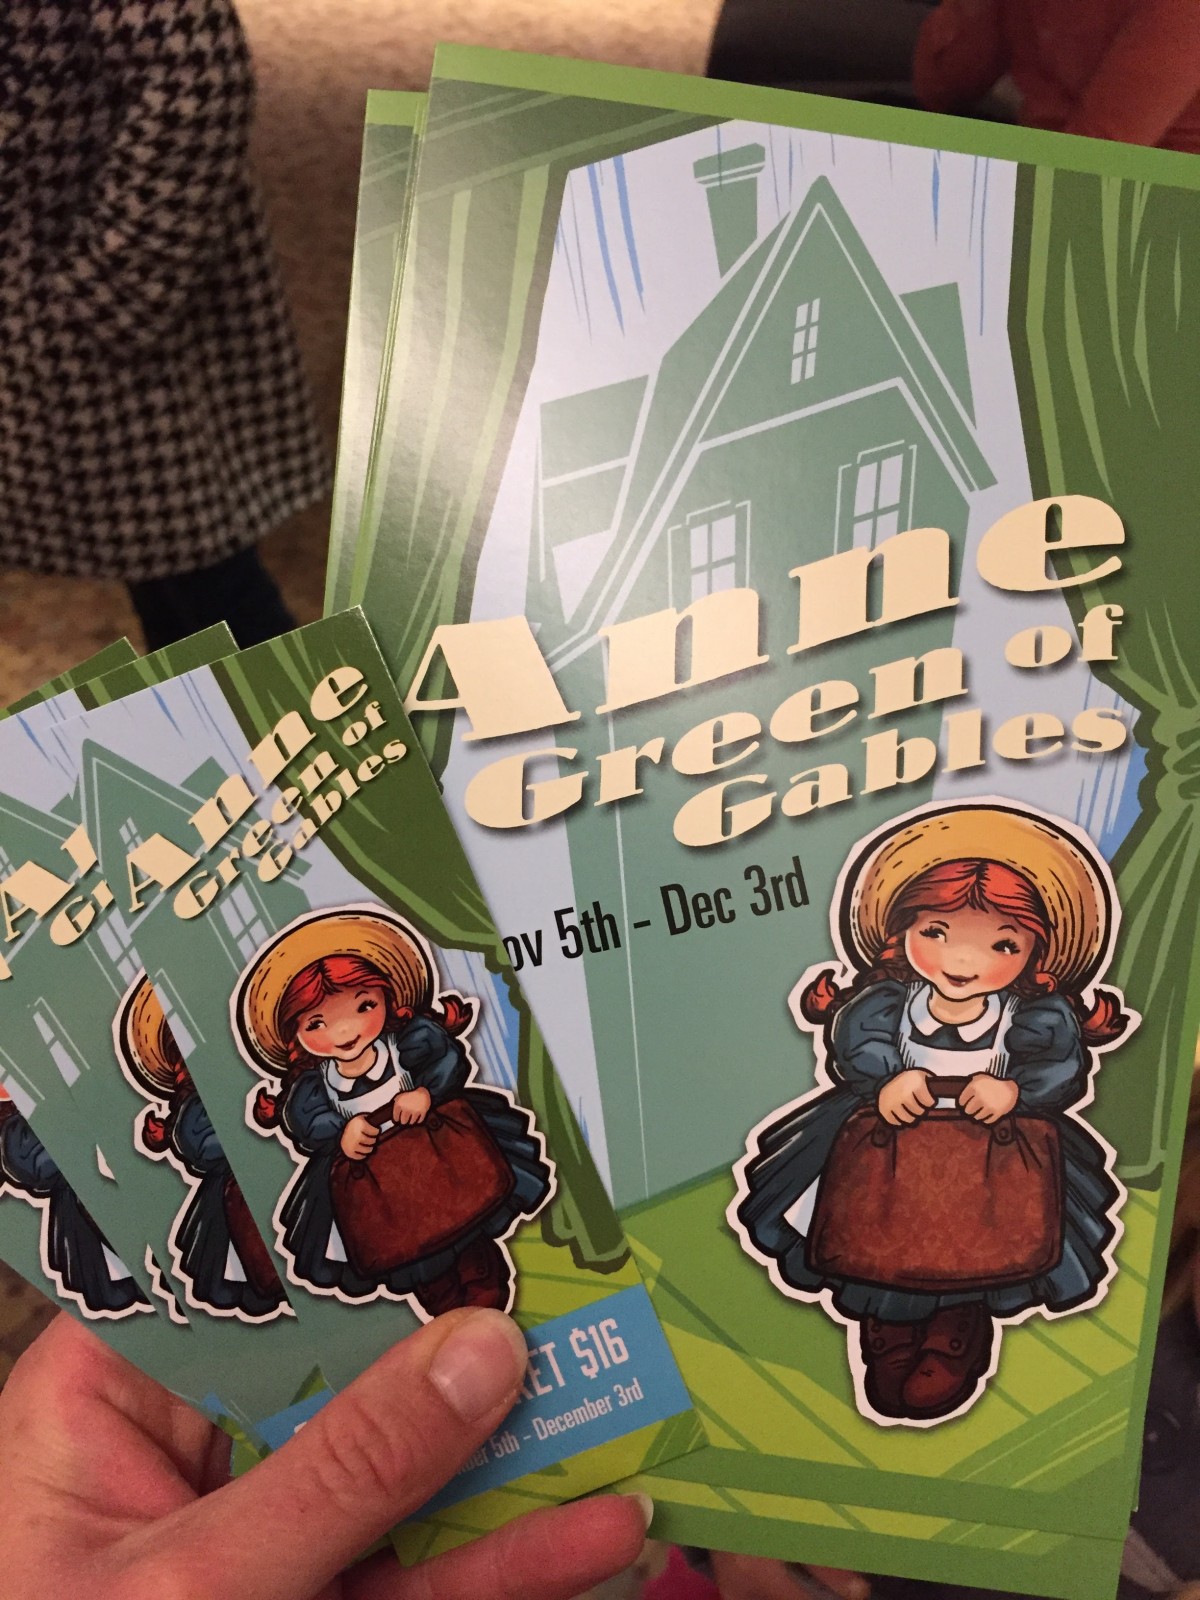 Anne
Green of
Gables
ov 5th - Dec 3rd
Anne
Green of
Gables
KET $16
ber 5th - December 3rd
A
G